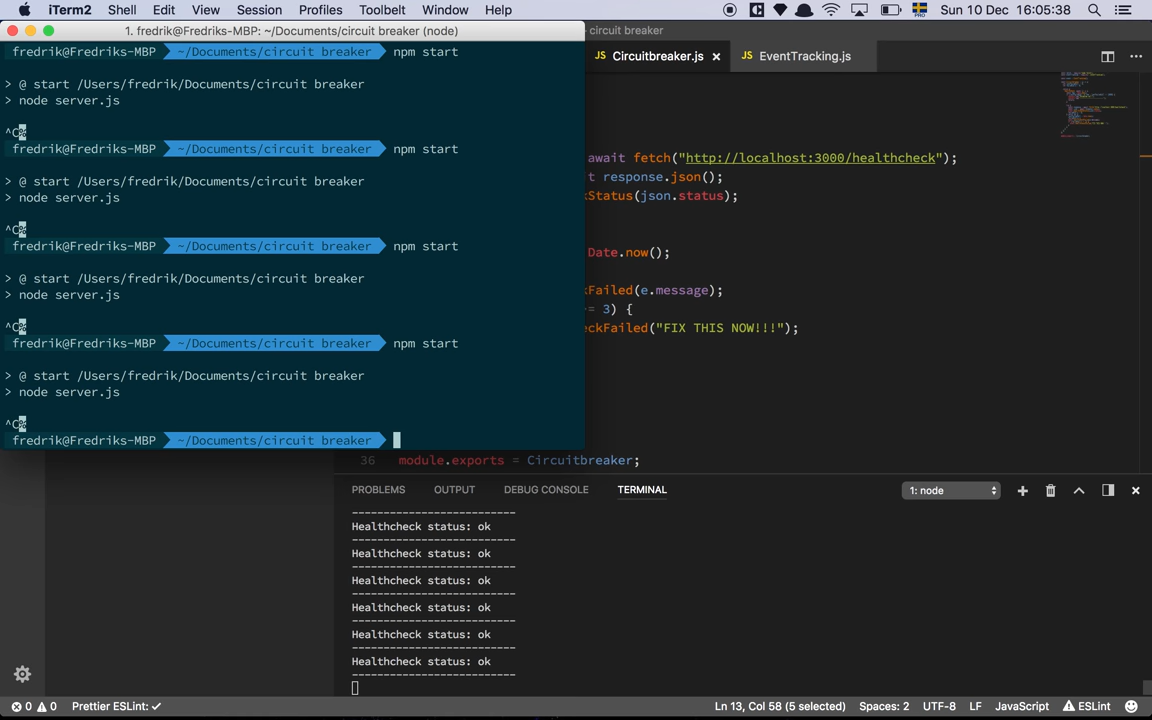 iTerm2 Shell Edit View Session Profiles Toolbelt Window Help PRO Sun 10 Dec 16:05:38
1. fredrik@Fredriks-MBP: ~/Documents/circuit breaker (node)
circuit breaker
JS Circuitbreaker.js JS EventTracking.js
fredrik@Fredriks-MBP ~/Documents/circuit breaker npm start
> @ start /Users/fredrik/Documents/circuit breaker
> node server.js
^C%
fredrik@Fredriks-MBP ~/Documents/circuit breaker npm start
> @ start /Users/fredrik/Documents/circuit breaker
> node server.js
^C%
fredrik@Fredriks-MBP ~/Documents/circuit breaker npm start
> @ start /Users/fredrik/Documents/circuit breaker
> node server.js
^C%
fredrik@Fredriks-MBP ~/Documents/circuit breaker npm start
> @ start /Users/fredrik/Documents/circuit breaker
> node server.js
^C%
fredrik@Fredriks-MBP ~/Documents/circuit breaker
await fetch("http://localhost:3000/healthcheck");
t response.json();
kStatus(json.status);
Date.now();
kFailed(e.message);
= 3) {
ckFailed("FIX THIS NOW!!!");
36 module.exports = Circuitbreaker;
PROBLEMS OUTPUT DEBUG CONSOLE TERMINAL 1: node
--------------------------
Healthcheck status: ok
--------------------------
Healthcheck status: ok
--------------------------
Healthcheck status: ok
--------------------------
Healthcheck status: ok
--------------------------
Healthcheck status: ok
--------------------------
Healthcheck status: ok
--------------------------
0 0 Prettier ESLint: Ln 13, Col 58 (5 selected) Spaces: 2 UTF-8 LF JavaScript ESLint